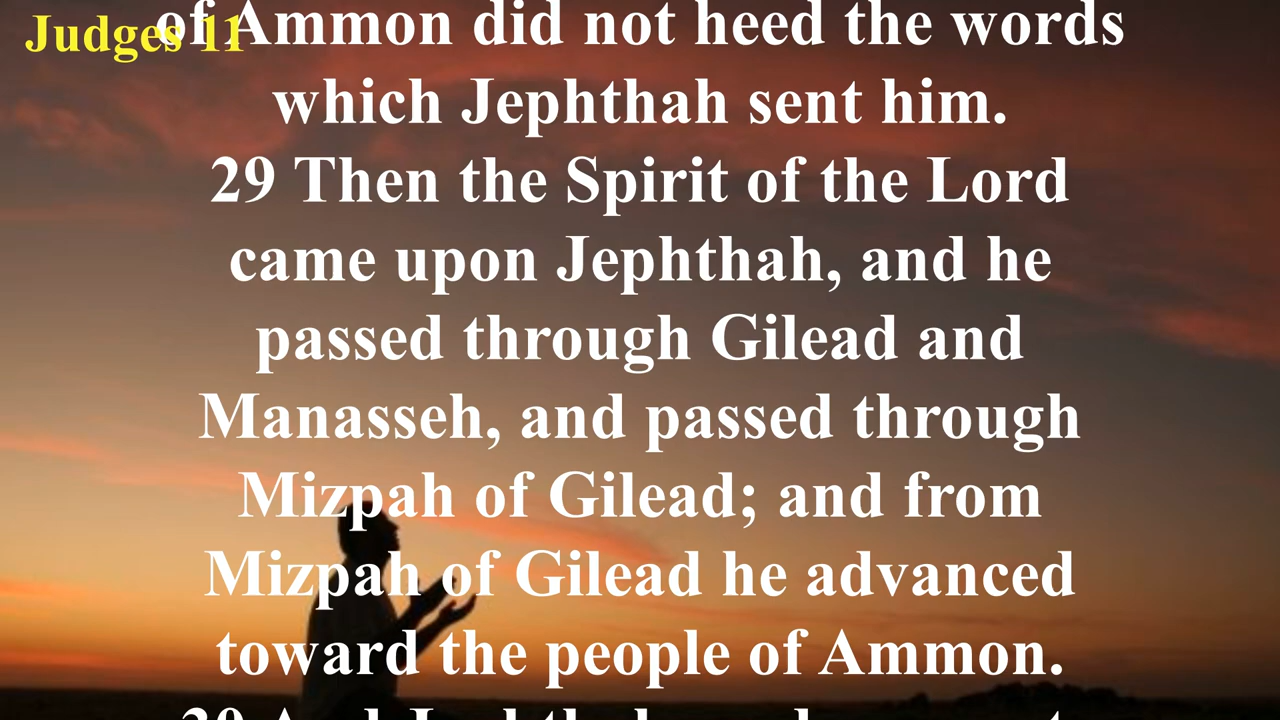 Judges 11
of Ammon did not heed the words
which Jephthah sent him.
29 Then the Spirit of the Lord
came upon Jephthah, and he
passed through Gilead and
Manasseh, and passed through
Mizpah of Gilead; and from
Mizpah of Gilead he advanced
toward the people of Ammon.